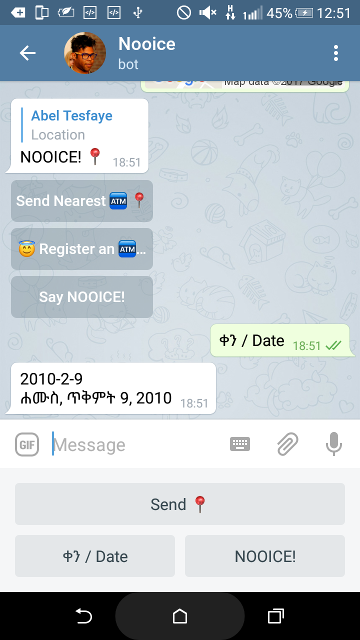 45% 12:51
Nooice
bot
Map data ©2017 Google
Abel Tesfaye
Location
NOOICE! 📍 18:51
Send Nearest 🏧 📍
😇 Register an 🏧...
Say NOOICE!
ቀን / Date 18:51
2010-2-9
ሐሙስ, ጥቅምት 9, 2010 18:51
GIF Message
Send 📍
ቀን / Date NOOICE!